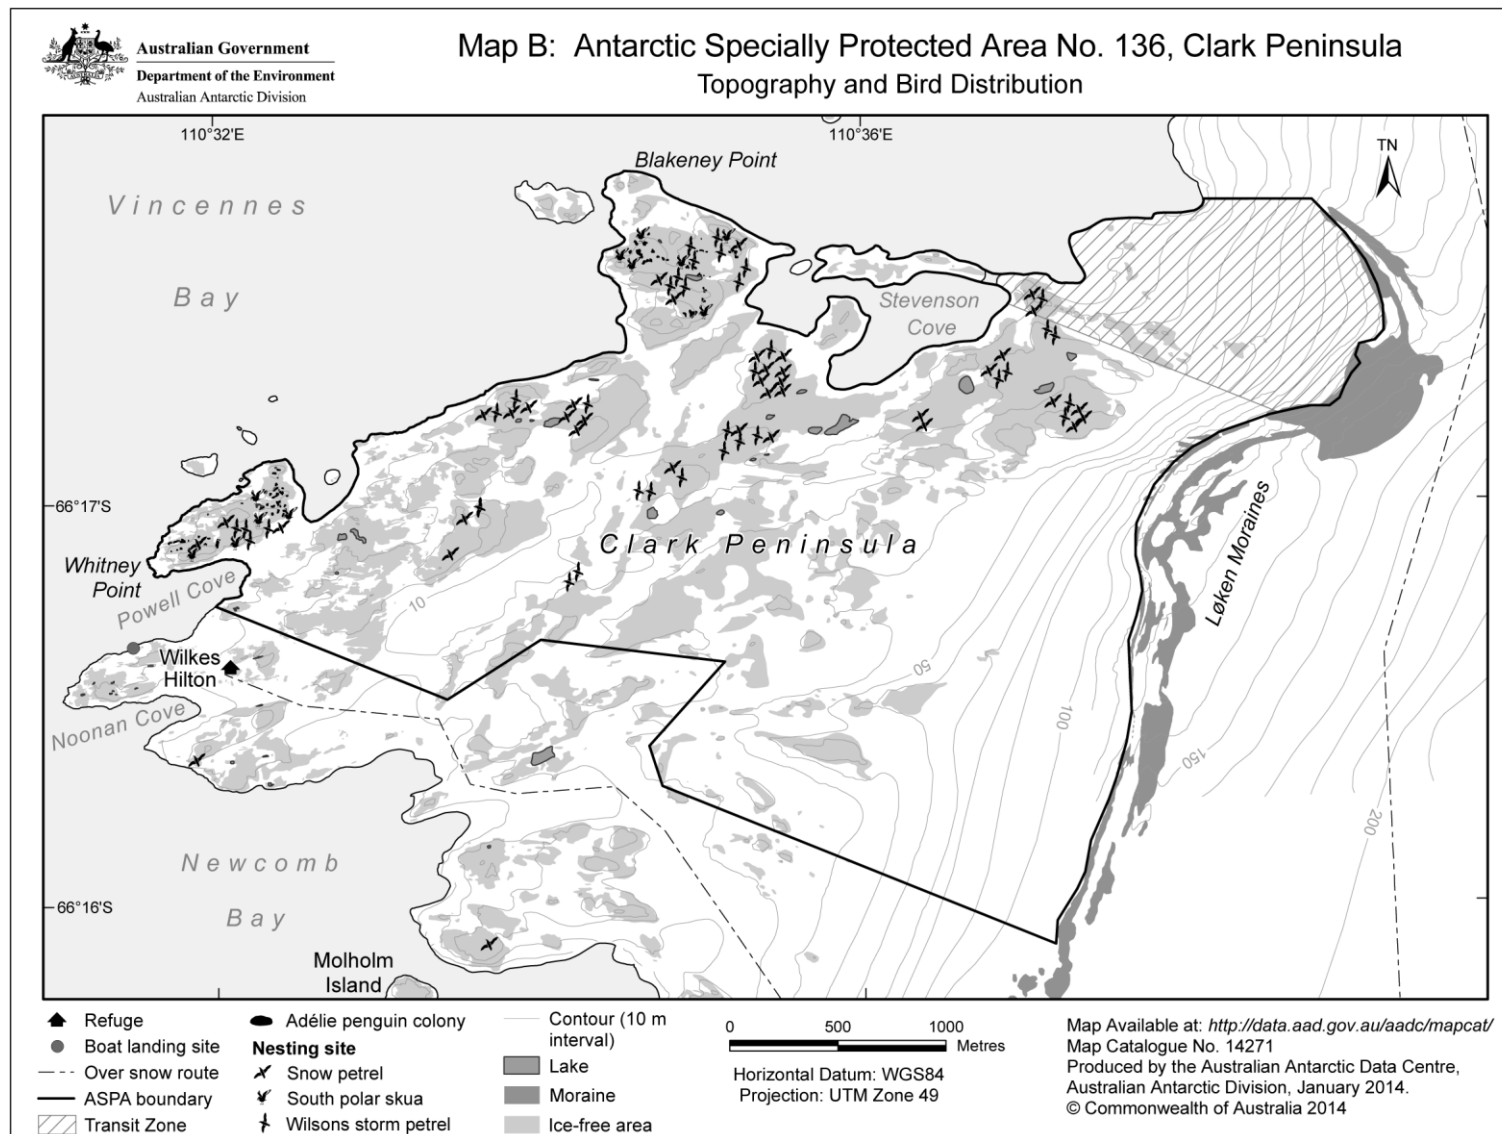 Australian Government
Department of the Environment
Australian Antarctic Division
Map B: Antarctic Specially Protected Area No. 136, Clark Peninsula
Topography and Bird Distribution
110°32'E
110°36'E
Blakeney Point
TN
Vincennes
Bay
Stevenson
Cove
66°17'S
Whitney
Point
Powell Cove
Clark Peninsula
Løken Moraines
10
Wilkes
Hilton
50
Noonan Cove
100
150
200
Newcomb
Bay
66°16'S
Molholm
Island
Refuge
Boat landing site
Over snow route
ASPA boundary
Transit Zone
Adélie penguin colony
Nesting site
Snow petrel
South polar skua
Wilsons storm petrel
Contour (10 m
interval)
Lake
Moraine
Ice-free area
0 500 1000
Metres
Horizontal Datum: WGS84
Projection: UTM Zone 49
Map Available at: http://data.aad.gov.au/aadc/mapcat/
Map Catalogue No. 14271
Produced by the Australian Antarctic Data Centre,
Australian Antarctic Division, January 2014.
© Commonwealth of Australia 2014